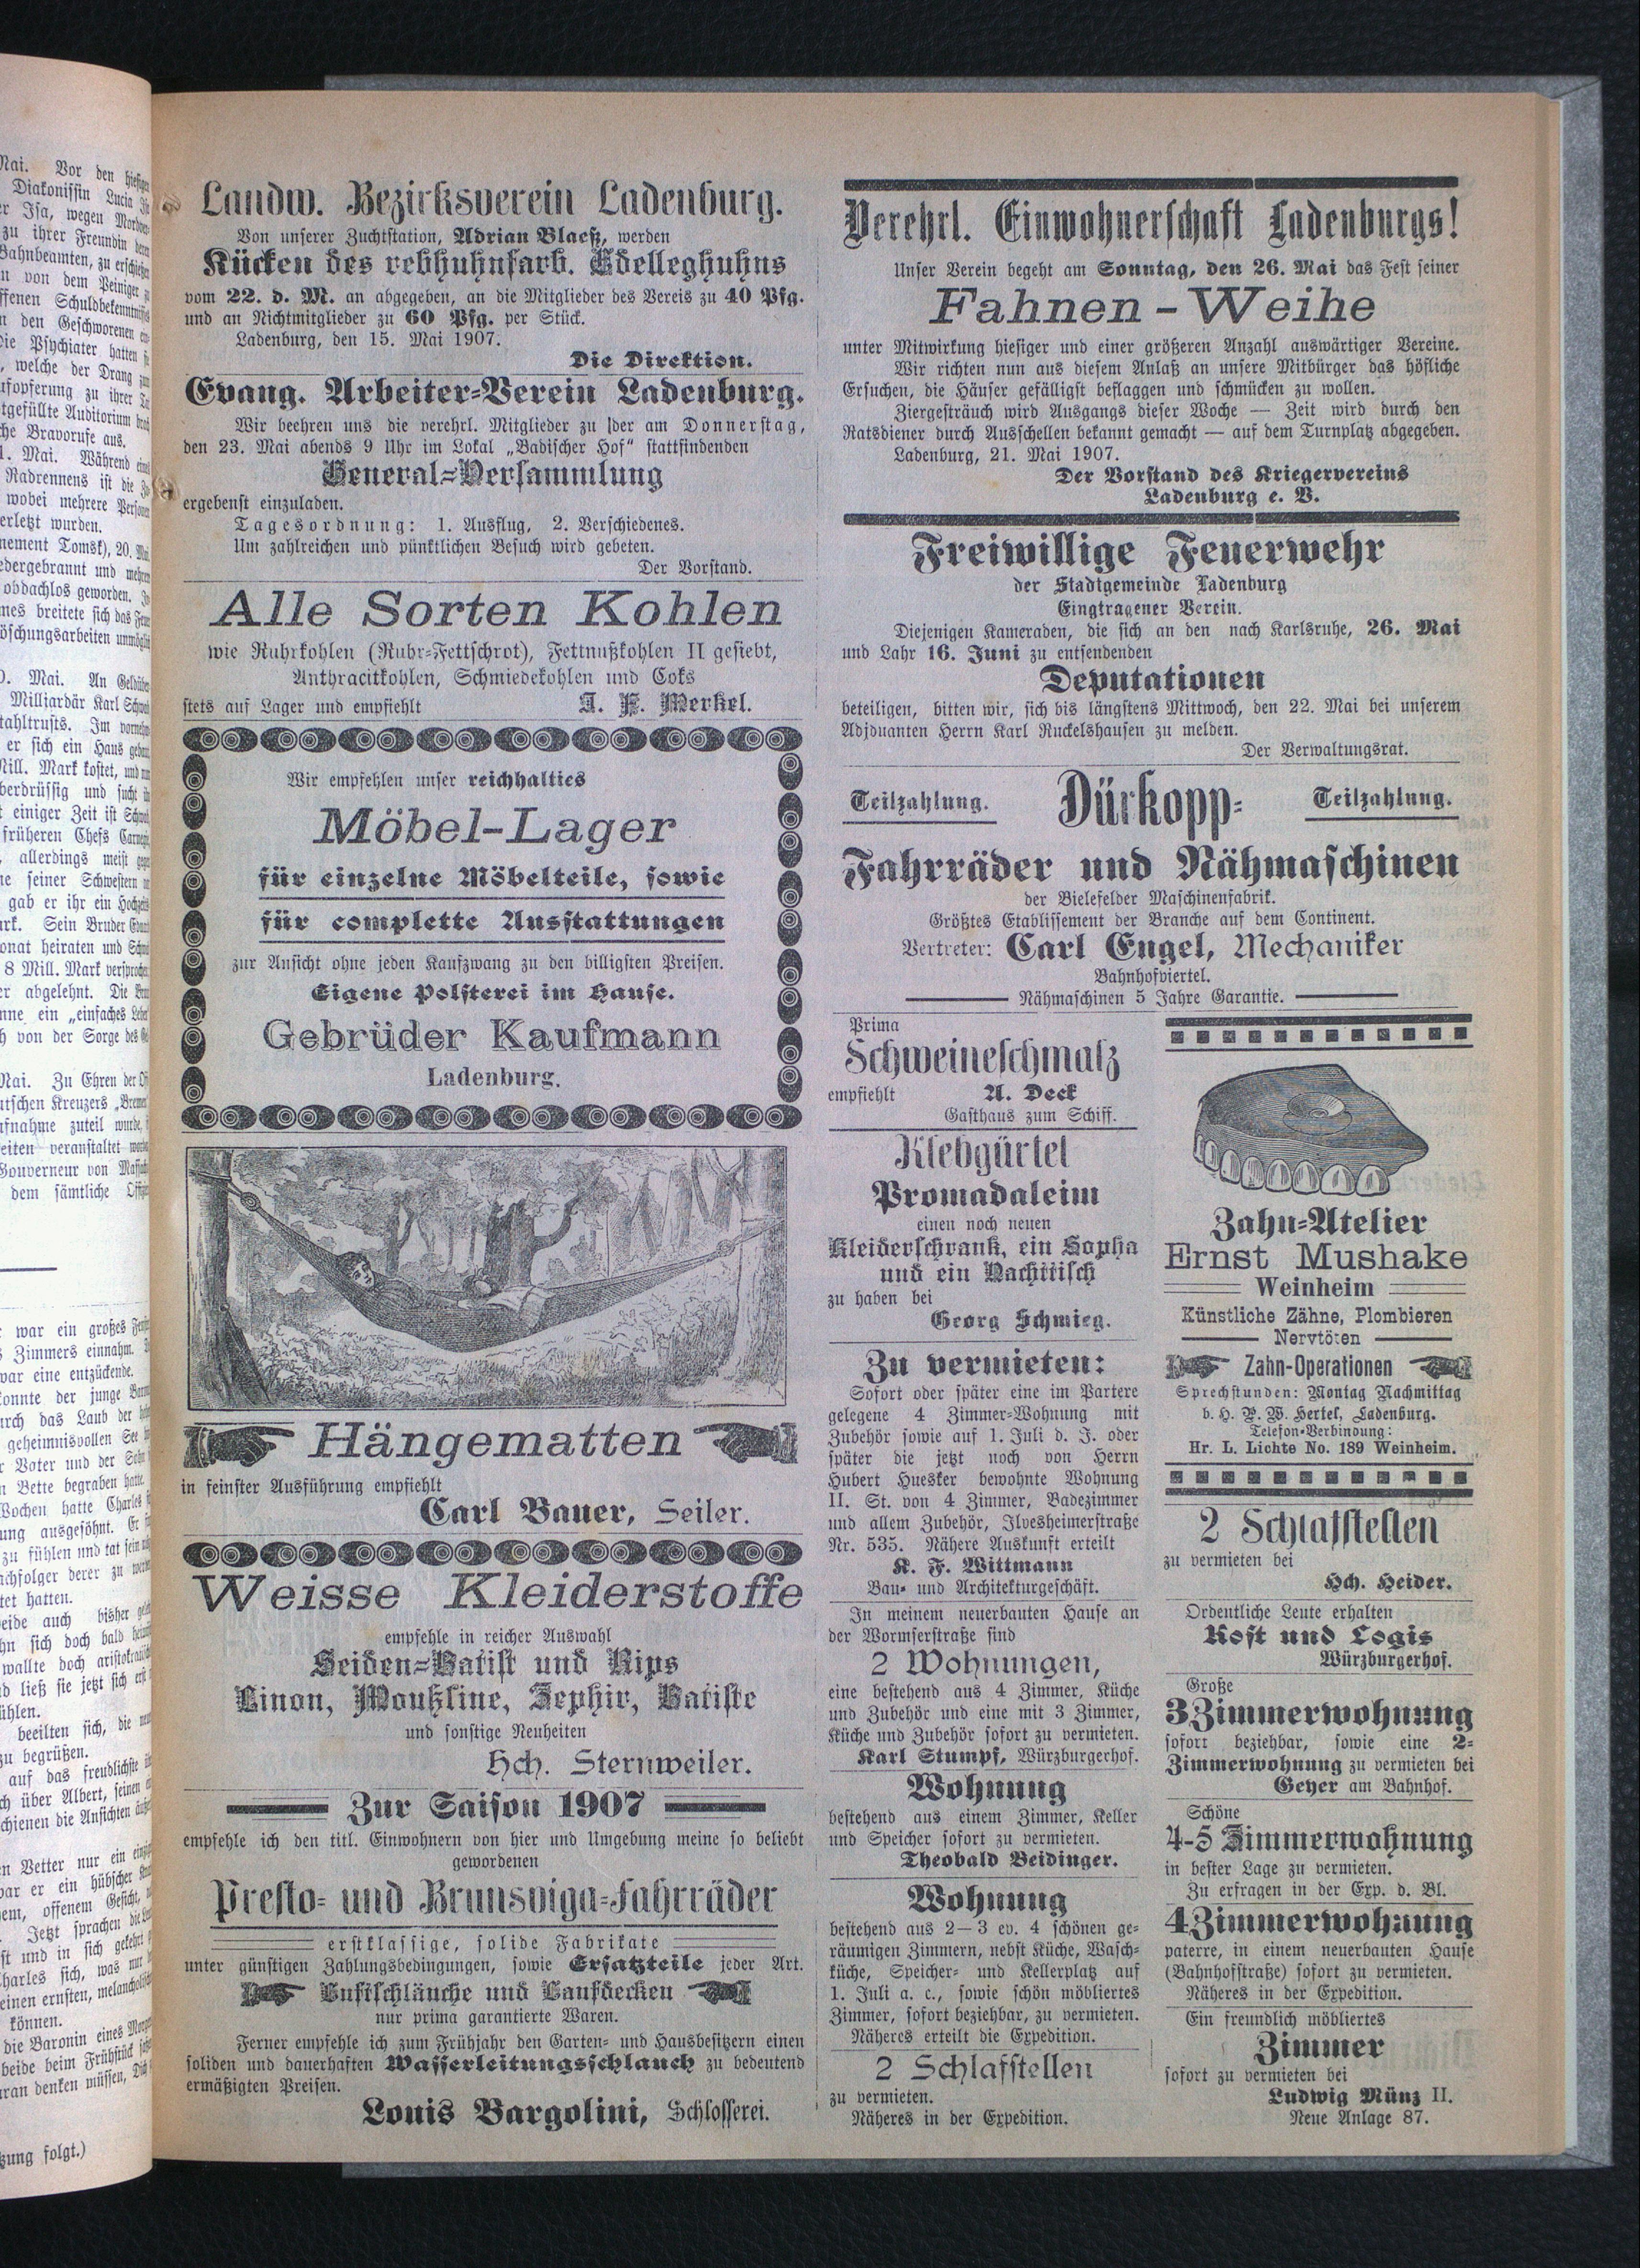 Landw. Bezirksverein Ladenburg.
Von unserer Zuchtstation, Adrian Blaeß, werden
Kücken des rebhuhnfarb. Edelleghuhns
vom 22. d. M. an abgegeben, an die Mitglieder des Vereis zu 40 Pfg.
und an Nichtmitglieder zu 60 Pfg. per Stück.
Ladenburg, den 15. Mai 1907.
Die Direktion.
Evang. Arbeiter-Verein Ladenburg.
Wir beehren uns die verehrl. Mitglieder zu der am Donnerstag,
den 23. Mai abends 9 Uhr im Lokal „Badischer Hof" stattfindenden
General-Versammlung
ergebenst einzuladen.
Tagesordnung: 1. Ausflug, 2. Verschiedenes.
Um zahlreichen und pünktlichen Besuch wird gebeten.
Der Vorstand.
Alle Sorten Kohlen
wie Ruhrkohlen (Ruhr-Fettschrot), Fettnußkohlen II gesiebt,
Anthracitkohlen, Schmiedekohlen und Coks
stets auf Lager und empfiehlt
J. F. Merkel.
Wir empfehlen unser reichhalties
Möbel-Lager
für einzelne Möbelteile, sowie
für complette Ausstattungen
zur Ansicht ohne jeden Kaufzwang zu den billigsten Preisen.
Eigene Polsterei im Hause.
Gebrüder Kaufmann
Ladenburg.
Hängematten
in feinster Ausführung empfiehlt
Carl Bauer, Seiler.
Weisse Kleiderstoffe
empfehle in reicher Auswahl
Seiden-Batist und Rips
Linon, Moußline, Zephir, Batiste
und sonstige Neuheiten
Hch. Sternweiler.
Zur Saison 1907
empfehle ich den titl. Einwohnern von hier und Umgebung meine so beliebt
gewordenen
Presto- und Brunsviga-Fahrräder
erstklassige, solide Fabrikate
unter günstigen Zahlungsbedingungen, sowie Ersatzteile jeder Art.
Luftschläuche und Laufdecken
nur prima garantierte Waren.
Ferner empfehle ich zum Frühjahr den Garten- und Hausbesitzern einen
soliden und dauerhaften Wasserleitungsschlauch zu bedeutend
ermäßigten Preisen.
Louis Bargolini, Schlosserei.
Verehrl. Einwohnerschaft Ladenburgs!
Unser Verein begeht am Sonntag, den 26. Mai das Fest seiner
Fahnen-Weihe
unter Mitwirkung hiesiger und einer größeren Anzahl auswärtiger Vereine.
Wir richten nun aus diesem Anlaß an unsere Mitbürger das höfliche
Ersuchen, die Häuser gefälligst beflaggen und schmücken zu wollen.
Ziergesträuch wird Ausgangs dieser Woche — Zeit wird durch den
Ratsdiener durch Ausschellen bekannt gemacht — auf dem Turnplatz abgegeben.
Ladenburg, 21. Mai 1907.
Der Vorstand des Kriegervereins
Ladenburg e. V.
Freiwillige Feuerwehr
der Stadtgemeinde Ladenburg
Eingtragener Verein.
Diejenigen Kameraden, die sich an den nach Karlsruhe, 26. Mai
und Lahr 16. Juni zu entsendenden
Deputationen
beteiligen, bitten wir, sich bis längstens Mittwoch, den 22. Mai bei unserem
Adjduanten Herrn Karl Ruckelshausen zu melden.
Der Verwaltungsrat.
Teilzahlung. Dürkopp- Teilzahlung.
Fahrräder und Nähmaschinen
der Bielefelder Maschinenfabrik.
Größtes Etablissement der Branche auf dem Continent.
Vertreter: Carl Engel, Mechaniker
Bahnhofviertel.
Nähmaschinen 5 Jahre Garantie.
Prima
Schweineschmalz
empfiehlt A. Deck
Gasthaus zum Schiff.
Klebgürtel
Promadaleim
einen noch neuen
Kleiderschrank, ein Sopha
und ein Nachttisch
zu haben bei
Georg Schmieg.
Zu vermieten:
Sofort oder später eine im Partere
gelegene 4 Zimmer-Wohnung mit
Zubehör sowie auf 1. Juli d. J. oder
später die jetzt noch von Herrn
Hubert Huesker bewohnte Wohnung
II. St. von 4 Zimmer, Badezimmer
und allem Zubehör, Ilvesheimerstraße
Nr. 535. Nähere Auskunft erteilt
K. F. Wittmann
Bau- und Architekturgeschäft.
In meinem neuerbauten Hause an
der Wormserstraße sind
2 Wohnungen,
eine bestehend aus 4 Zimmer, Küche
und Zubehör und eine mit 3 Zimmer,
Küche und Zubehör sofort zu vermieten.
Karl Stumpf, Würzburgerhof.
Wohnung
bestehend aus einem Zimmer, Keller
und Speicher sofort zu vermieten.
Theobald Beidinger.
Wohnung
bestehend aus 2—3 ev. 4 schönen ge-
räumigen Zimmern, nebst Küche, Wasch-
küche, Speicher- und Kellerplatz auf
1. Juli a. c., sowie schön möbliertes
Zimmer, sofort beziehbar, zu vermieten.
Näheres erteilt die Expedition.
2 Schlafstellen
zu vermieten.
Näheres in der Expedition.
Zahn-Atelier
Ernst Mushake
Weinheim
Künstliche Zähne, Plombieren
Nervtöten
Zahn-Operationen
Sprechstunden: Montag Nachmittag
b. H. P. W. Hertel, Ladenburg.
Telefon-Verbindung:
Hr. L. Lichte No. 189 Weinheim.
2 Schlafstellen
zu vermieten bei
Hch. Heider.
Ordentliche Leute erhalten
Kost und Logis
Würzburgerhof.
Große
3Zimmerwohnung
sofort beziehbar, sowie eine 2-
Zimmerwohnung zu vermieten bei
Geyer am Bahnhof.
Schöne
4-5 Zimmerwohnung
in bester Lage zu vermieten.
Zu erfragen in der Exp. d. Bl.
4Zimmerwohnung
paterre, in einem neuerbauten Hause
(Bahnhofstraße) sofort zu vermieten.
Näheres in der Expedition.
Ein freundlich möbliertes
Zimmer
sofort zu vermieten bei
Ludwig Münz II.
Neue Anlage 87.